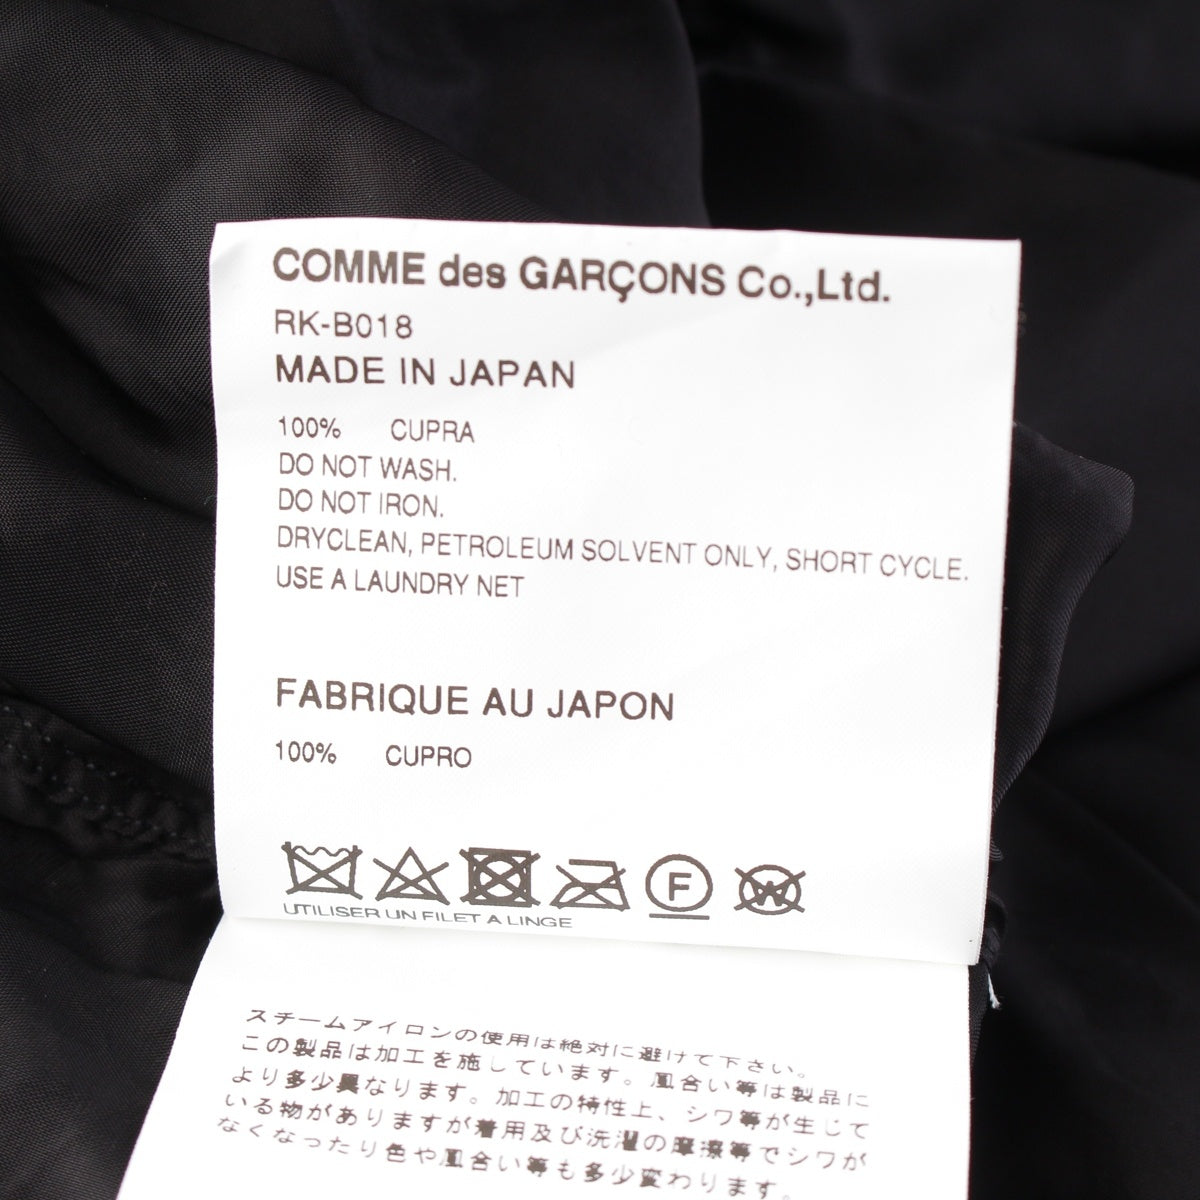 COMME des GARÇONS Co.,Ltd.
RK-B018
MADE IN JAPAN
100% CUPRA
DO NOT WASH.
DO NOT IRON.
DRYCLEAN, PETROLEUM SOLVENT ONLY, SHORT CYCLE.
USE A LAUNDRY NET
FABRIQUE AU JAPON
100% CUPRO
F
W
UTILISER UN FILET A LINGE
スチームアイロンの使用は絶対に避けて下さい。
この製品は加工を施しています。風合い等は製品に
より多少異なります。加工の特性上、シワ等が生じて
いる物がありますが着用及び洗濯の摩擦等でシワが
なくなったり色や風合い等も多少変わります。